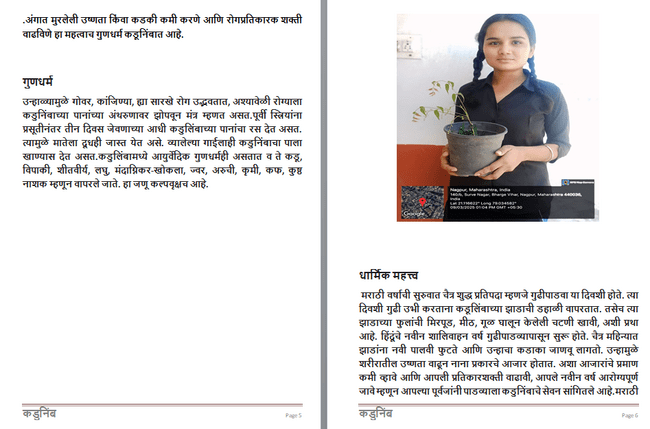 .अंगात मुरलेली उष्णता किंवा कडकी कमी करणे आणि रोगप्रतिकारक शक्ती
वाढविणे हा महत्वाच गुणधर्म कडूनिंबात आहे.
गुणधर्म
उन्हाळ्यामुळे गोवर, कांजिण्या, ह्या सारखे रोग उद्भवतात,अश्यावेळी रोग्याला
कडुनिंबाच्या पानांच्या अंथरुणावर झोपवून मंत्र म्हणत असत.पूर्वी स्त्रियांना
प्रसूतीनंतर तीन दिवस जेवणाच्या आधी कडुलिंबाच्या पानांचा रस देत असत.
त्यामुळे मातेला दूधही जास्त येत असे. व्यालेल्या गाईलाही कडुनिंबाचा पाला
खाण्यास देत असत.कडुलिंबामध्ये आयुर्वेदिक गुणधर्मही असतात व ते कडू,
विपाकी, शीतवीर्य, लघु, मंदाग्निकर-खोकला, ज्वर, अरुची, कृमी, कफ, कुष्ठ
नाशक म्हणून वापरले जाते. हा जणू कल्पवृक्षच आहे.
कडुनिंब
Page 5
Nagpur, Maharashtra, India
140/A, Surve Nagar, Bhange Vihar, Nagpur, Maharashtra 440036,
India
Lat 21.116622° Long 79.034582°
09/03/2025 01:04 PM GMT +05:30
Google
धार्मिक महत्त्व
मराठी वर्षाची सुरुवात चैत्र शुद्ध प्रतिपदा म्हणजे गुढीपाडवा या दिवशी होते. त्या
दिवशी गुढी उभी करताना कडूलिंबाच्या झाडाची डहाळी वापरतात. तसेच त्या
झाडाच्या फुलांची मिरपूड, मीठ, गूळ घालून केलेली चटणी खावी, अशी प्रथा
आहे. हिंदूंचे नवीन शालिवाहन वर्ष गुढीपाडव्यापासून सुरू होते. चैत्र महिन्यात
झाडांना नवी पालवी फुटते आणि उन्हाचा कडाका जाणवू लागतो. उन्हामुळे
शरीरातील उष्णता वाढून नाना प्रकारचे आजार होतात. अशा आजारांचे प्रमाण
कमी व्हावे आणि आपली प्रतिकारशक्ती वाढावी, आपले नवीन वर्ष आरोग्यपूर्ण
जावे म्हणून आपल्या पूर्वजांनी पाडव्याला कडुनिंबाचे सेवन सांगितले आहे.मराठी
कडुनिंब
Page 6